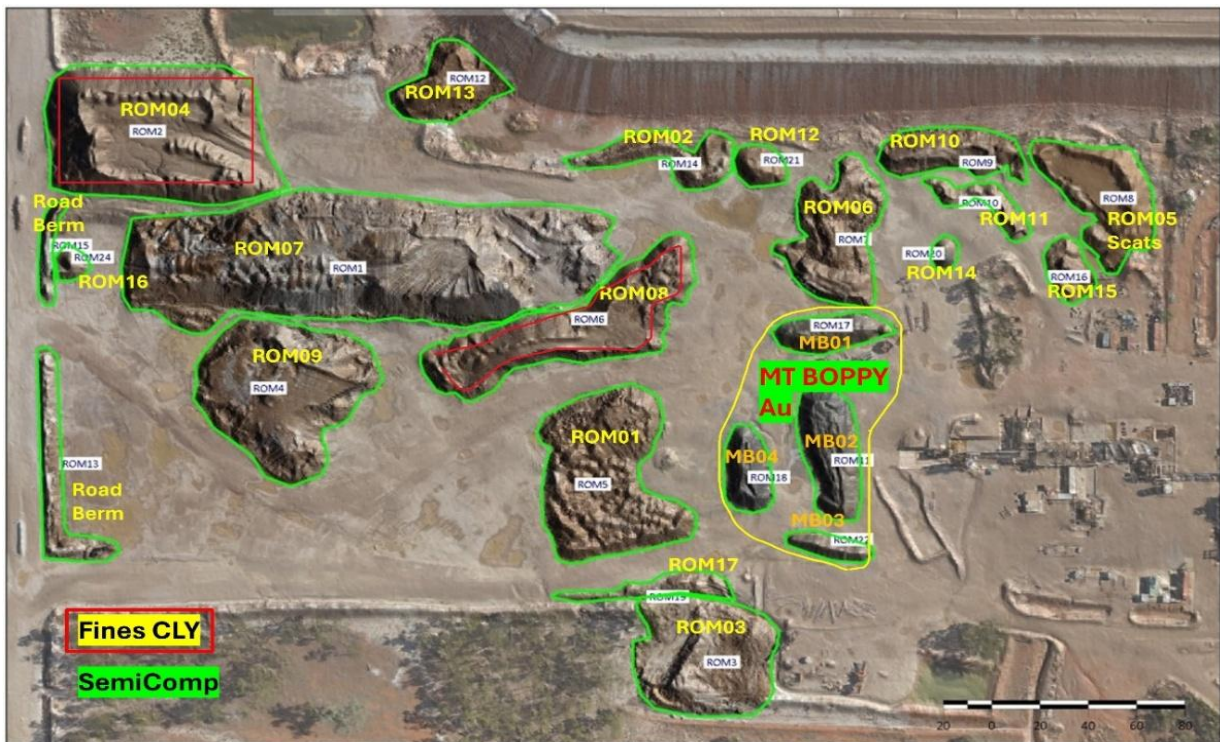 ROM12
ROM13
ROM04
ROM2
ROM02
ROM14
ROM12
ROM21
ROM10
ROM9
ROM8
ROM10
ROM11
ROM05
Scats
Road
Berm
ROM15
ROM24
ROM16
ROM07
ROM1
ROM06
ROM7
ROM20
ROM14
ROM16
ROM15
ROM08
ROM6
ROM17
MB01
ROM09
ROM4
MT BOPPY
Au
ROM01
ROM5
MB02
ROM11
MB04
ROM18
MB03
ROM22
ROM13
Road
Berm
ROM17
ROM19
ROM03
ROM3
Fines CLY
SemiComp
20 0 20 40 60 80